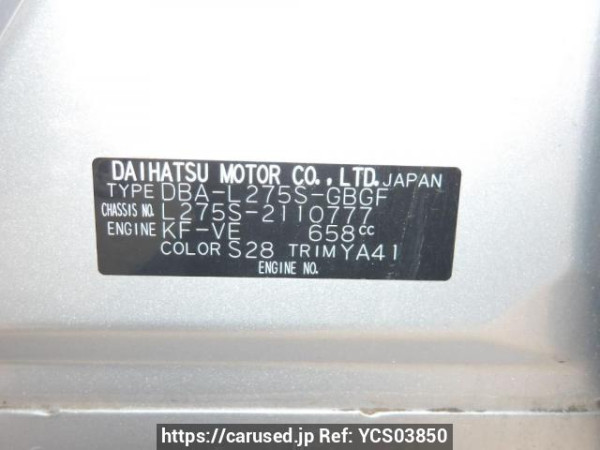 DAIHATSU MOTOR CO., LTD. JAPAN
TYPE DBA-L275S-GBGF
CHASSIS NO. L275S-2110777
ENGINE KF-VE 658cc
COLOR S28 TRIM YA41
ENGINE NO.
https://carused.jp Ref: YCS03850